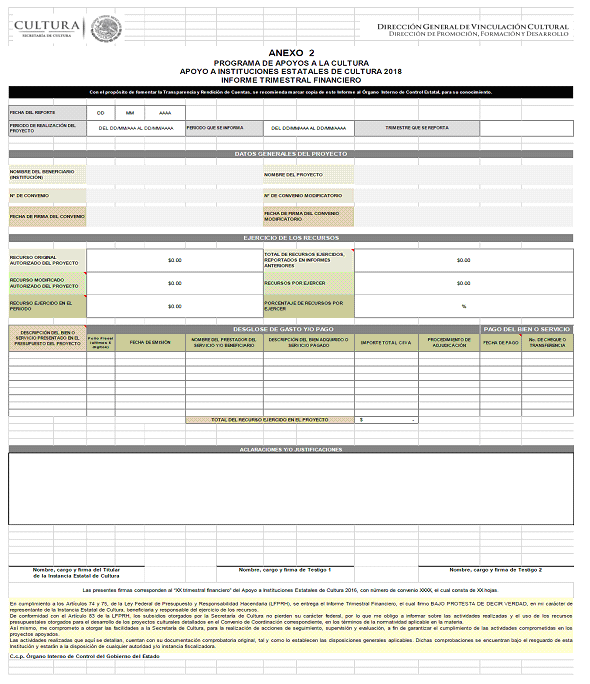 CULTURA
SECRETARÍA DE CULTURA
DIRECCIÓN GENERAL DE VINCULACIÓN CULTURAL
DIRECCIÓN DE PROMOCIÓN, FORMACIÓN Y DESARROLLO
ANEXO 2
PROGRAMA DE APOYOS A LA CULTURA
APOYO A INSTITUCIONES ESTATALES DE CULTURA 2018
INFORME TRIMESTRAL FINANCIERO
Con el propósito de fomentar la Transparencia y Rendición de Cuentas, se recomienda marcar copia de este Informe al Órgano Interno de Control Estatal, para su conocimiento.
FECHA DEL REPORTE DD MM AAAA
PERIODO DE REALIZACIÓN DEL PROYECTO DEL DD/MM/AAA AL DD/MM/AAAA PERIODO QUE SE INFORMA DEL DD/MM/AAA AL DD/MM/AAAA TRIMESTRE QUE SE REPORTA
DATOS GENERALES DEL PROYECTO
NOMBRE DEL BENEFICIARIO (INSTITUCIÓN) NOMBRE DEL PROYECTO
N° DE CONVENIO N° DE CONVENIO MODIFICATORIO
FECHA DE FIRMA DEL CONVENIO FECHA DE FIRMA DEL CONVENIO MODIFICATORIO
EJERCICIO DE LOS RECURSOS
RECURSO ORIGINAL AUTORIZADO DEL PROYECTO $0.00 TOTAL DE RECURSOS EJERCIDOS, REPORTADOS EN INFORMES ANTERIORES $0.00
RECURSO MODIFICADO AUTORIZADO DEL PROYECTO $0.00 RECURSOS POR EJERCER $0.00
RECURSO EJERCIDO EN EL PERIODO $0.00 PORCENTAJE DE RECURSOS POR EJERCER %
DESGLOSE DE GASTO Y/O PAGO PAGO DEL BIEN O SERVICIO
DESCRIPCIÓN DEL BIEN O SERVICIO PRESENTADO EN EL PRESUPUESTO DEL PROYECTO Folio Fiscal (últimos 6 dígitos) FECHA DE EMISIÓN NOMBRE DEL PRESTADOR DEL SERVICIO Y/O BENEFICIARIO DESCRIPCIÓN DEL BIEN ADQUIRIDO O SERVICIO PAGADO IMPORTE TOTAL C/IVA PROCEDIMIENTO DE ADJUDICACIÓN FECHA DE PAGO No. DE CHEQUE O TRANSFERENCIA
TOTAL DEL RECURSO EJERCIDO EN EL PROYECTO $ -
ACLARACIONES Y/O JUSTIFICACIONES
Nombre, cargo y firma del Titular Nombre, cargo y firma de Testigo 1 Nombre, cargo y firma de Testigo 2
de la Instancia Estatal de Cultura
Las presentes firmas corresponden al "XX trimestral financiero" del Apoyo a Instituciones Estatales de Cultura 2016, con número de convenio XXXX, el cual consta de XX hojas
En cumplimiento a los Artículos 74 y 75, de la Ley Federal de Presupuesto y Responsabilidad Hacendaria (LFPRH), se entrega el Informe Trimestral Financiero, el cual firmo BAJO PROTESTA DE DECIR VERDAD, en mi carácter de
representante de la Instancia Estatal de Cultura, beneficiaria y responsable del ejercicio de los recursos.
De conformidad con el Artículo 83 de la LFPRH, los subsidios otorgados por la Secretaría de Cultura no pierden su carácter federal, por lo que me obligo a informar sobre las actividades realizadas y el uso de los recursos
presupuestales otorgados para el desarrollo de los proyectos culturales detallados en el Convenio de Coordinación correspondiente, en los términos de la normatividad aplicable en la materia.
Así mismo, me comprometo a otorgar las facilidades a la Secretaría de Cultura, para la realización de acciones de seguimiento, supervisión y evaluación, a fin de garantizar el cumplimiento de las actividades comprometidas en los
proyectos apoyados.
Las actividades realizadas que aquí se detallan, cuentan con su documentación comprobatoria original, tal y como lo establecen las disposiciones generales aplicables. Dichas comprobaciones se encuentran bajo el resguardo de esta
Institución y estarán a la disposición de cualquier autoridad y/o instancia fiscalizadora.
C.c.p. Órgano Interno de Control del Gobierno del Estado